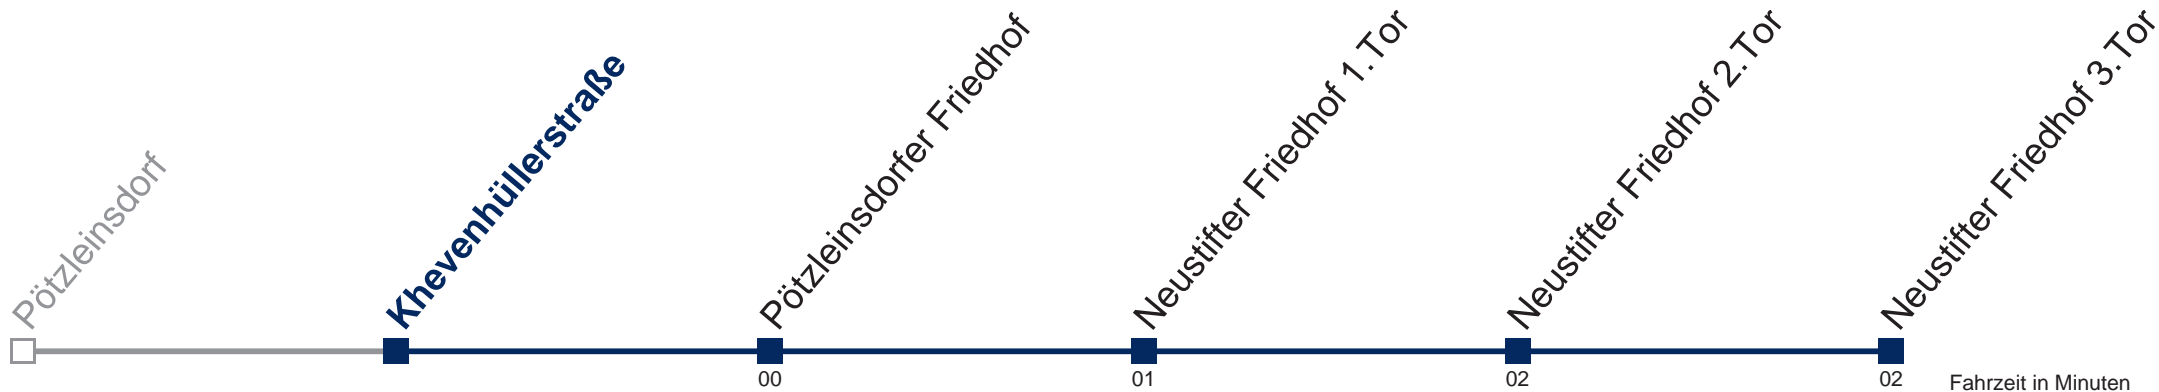 Pötzleinsdorf
Khevenhüllerstraße
Pötzleinsdorfer Friedhof
Neustifter Friedhof 1.Tor
Neustifter Friedhof 2.Tor
Neustifter Friedhof 3.Tor
00 01 02 02 Fahrzeit in Minuten